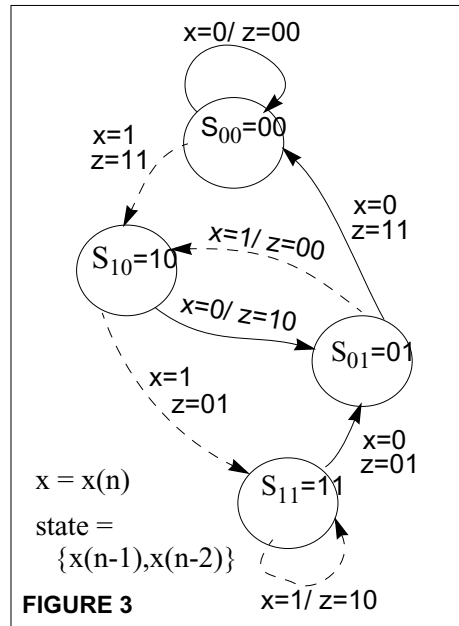 x=0/ z=00
S00=00
x=1
z=11
x=0
z=11
x=1/ z=00
S10=10
x=0/ z=10
S01=01
x=1
z=01
x=0
z=01
S11=11
x = x(n)
state =
{x(n-1),x(n-2)}
x=1/ z=10
FIGURE 3